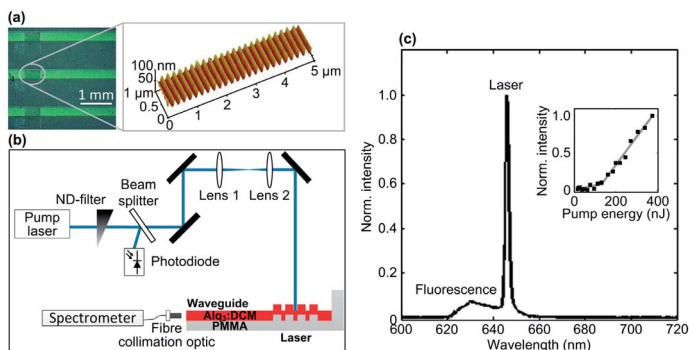 (a)
1 mm
100 nm
50
1 µm
0.5
0
0
1
2
3
4
5 µm
(b)
ND-filter
Beam
splitter
Pump
laser
Photodiode
Lens 1
Lens 2
Waveguide
Alq₃:DCM
PMMA
Laser
Spectrometer
Fibre
collimation optic
(c)
Laser
Fluorescence
Norm. intensity
1.0
0.8
0.6
0.4
0.2
600
620
640
660
680
700
720
Wavelength (nm)
Norm. intensity
1.0
0.5
0
0
200
400
Pump energy (nJ)